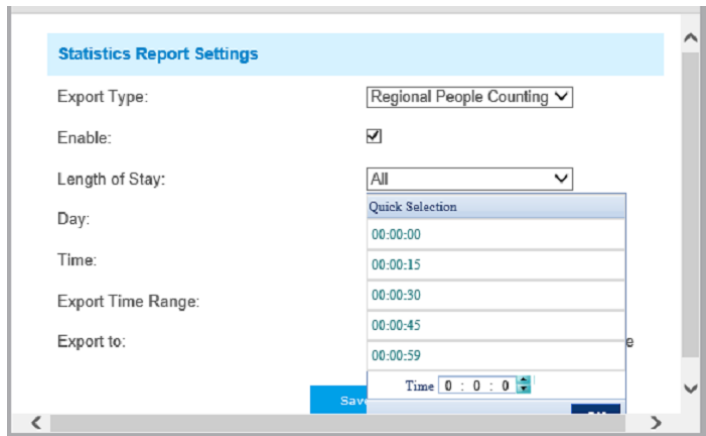 Statistics Report Settings
Export Type: Regional People Counting
Enable:
Length of Stay: All
Quick Selection
Day:
00:00:00
Time:
00:00:15
00:00:30
Export Time Range:
00:00:45
Export to: e
00:00:59
Time 0 : 0 : 0
Save